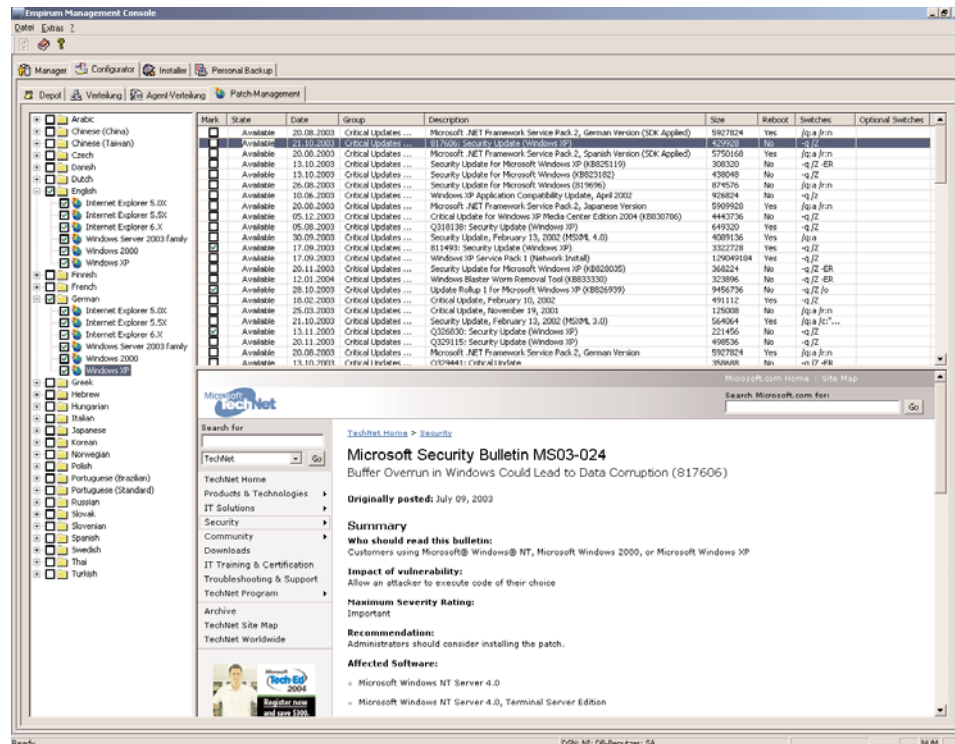 Empirum Management Console
Datei Extras ?
Manager Configurator Installer Personal Backup
Depot Verteilung Agent-Verteilung Patch-Management
Arabic
Chinese (China)
Chinese (Taiwan)
Czech
Danish
Dutch
English
Internet Explorer 5.0X
Internet Explorer 5.5X
Internet Explorer 6.X
Windows Server 2003 family
Windows 2000
Windows XP
Finnish
French
German
Internet Explorer 5.0X
Internet Explorer 5.5X
Internet Explorer 6.X
Windows Server 2003 family
Windows 2000
Windows XP
Greek
Hebrew
Hungarian
Italian
Japanese
Korean
Norwegian
Polish
Portuguese (Brazilian)
Portuguese (Standard)
Russian
Slovak
Slovenian
Spanish
Swedish
Thai
Turkish
Mark State Date Group Description Size Reboot Switches Optional Switches
Available 20.08.2003 Critical Updates ... Microsoft .NET Framework Service Pack 2, German Version (SDK Applied) 5927824 Yes /q:a /r:n
Available 21.10.2003 Critical Updates ... 817606: Security Update (Windows XP) 429928 No -q /Z
Available 20.08.2003 Critical Updates ... Microsoft .NET Framework Service Pack 2, Spanish Version (SDK Applied) 5750168 Yes /q:a /r:n
Available 13.10.2003 Critical Updates ... Security Update for Microsoft Windows XP (KB825119) 308320 No -q /Z -ER
Available 13.10.2003 Critical Updates ... Security Update for Microsoft Windows (KB823182) 438048 No -q /Z
Available 26.08.2003 Critical Updates ... Security Update for Microsoft Windows (819696) 874576 No /q:a /r:n
Available 10.06.2003 Critical Updates ... Windows XP Application Compatibility Update, April 2002 926824 No -q /Z
Available 20.08.2003 Critical Updates ... Microsoft .NET Framework Service Pack 2, Japanese Version 5909920 Yes /q:a /r:n
Available 05.12.2003 Critical Updates ... Critical Update for Windows XP Media Center Edition 2004 (KB830786) 4443736 No -q /Z
Available 05.08.2003 Critical Updates ... Q318138: Security Update (Windows XP) 649320 Yes -q /Z
Available 30.09.2003 Critical Updates ... Security Update, February 13, 2002 (MSXML 4.0) 4089136 Yes /q:a
Available 17.09.2003 Critical Updates ... 811493: Security Update (Windows XP) 3322728 Yes -q /Z
Available 17.09.2003 Critical Updates ... Windows XP Service Pack 1 (Network Install) 129049184 Yes -q /Z
Available 20.11.2003 Critical Updates ... Security Update for Microsoft Windows XP (KB828035) 368224 No -q /Z -ER
Available 12.01.2004 Critical Updates ... Windows Blaster Worm Removal Tool (KB833330) 323896 No -q /Z -ER
Available 28.10.2003 Critical Updates ... Update Rollup 1 for Microsoft Windows XP (KB826939) 9456736 No -q /Z /o
Available 18.02.2003 Critical Updates ... Critical Update, February 10, 2002 491112 Yes -q /Z
Available 25.03.2003 Critical Updates ... Critical Update, November 19, 2001 125008 No /q:a /r:n
Available 21.10.2003 Critical Updates ... Security Update, February 13, 2002 (MSXML 3.0) 564064 Yes /q:a /c:"...
Available 13.11.2003 Critical Updates ... Q326830: Security Update (Windows XP) 221456 No -q /Z
Available 20.11.2003 Critical Updates ... Q329115: Security Update (Windows XP) 498536 No -q /Z
Available 20.08.2003 Critical Updates ... Microsoft .NET Framework Service Pack 2, German Version 5927824 Yes /q:a /r:n
Available 13.10.2003 Critical Updates ... Q329441: Critical Update 358688 No -q /Z -ER
Microsoft.com Home | Site Map
Microsoft TechNet
Search Microsoft.com for:
Go
Search for
TechNet Go
TechNet Home
Products & Technologies
IT Solutions
Security
Community
Downloads
IT Training & Certification
Troubleshooting & Support
TechNet Program
Archive
TechNet Site Map
TechNet Worldwide
Microsoft
Tech·Ed
2004
Register now
and save $300.
TechNet Home > Security
Microsoft Security Bulletin MS03-024
Buffer Overrun in Windows Could Lead to Data Corruption (817606)
Originally posted: July 09, 2003
Summary
Who should read this bulletin:
Customers using Microsoft® Windows® NT, Microsoft Windows 2000, or Microsoft Windows XP
Impact of vulnerability:
Allow an attacker to execute code of their choice
Maximum Severity Rating:
Important
Recommendation:
Administrators should consider installing the patch.
Affected Software:
Microsoft Windows NT Server 4.0
Microsoft Windows NT Server 4.0, Terminal Server Edition
Ready DSN: NT; DB-Benutzer: SA NUM